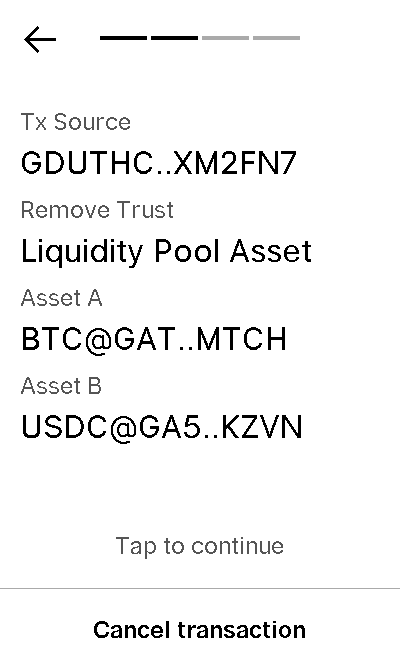 Tx Source
GDUTHC..XM2FN7
Remove Trust
Liquidity Pool Asset
Asset A
BTC@GAT..MTCH
Asset B
USDC@GA5..KZVN
Tap to continue
Cancel transaction